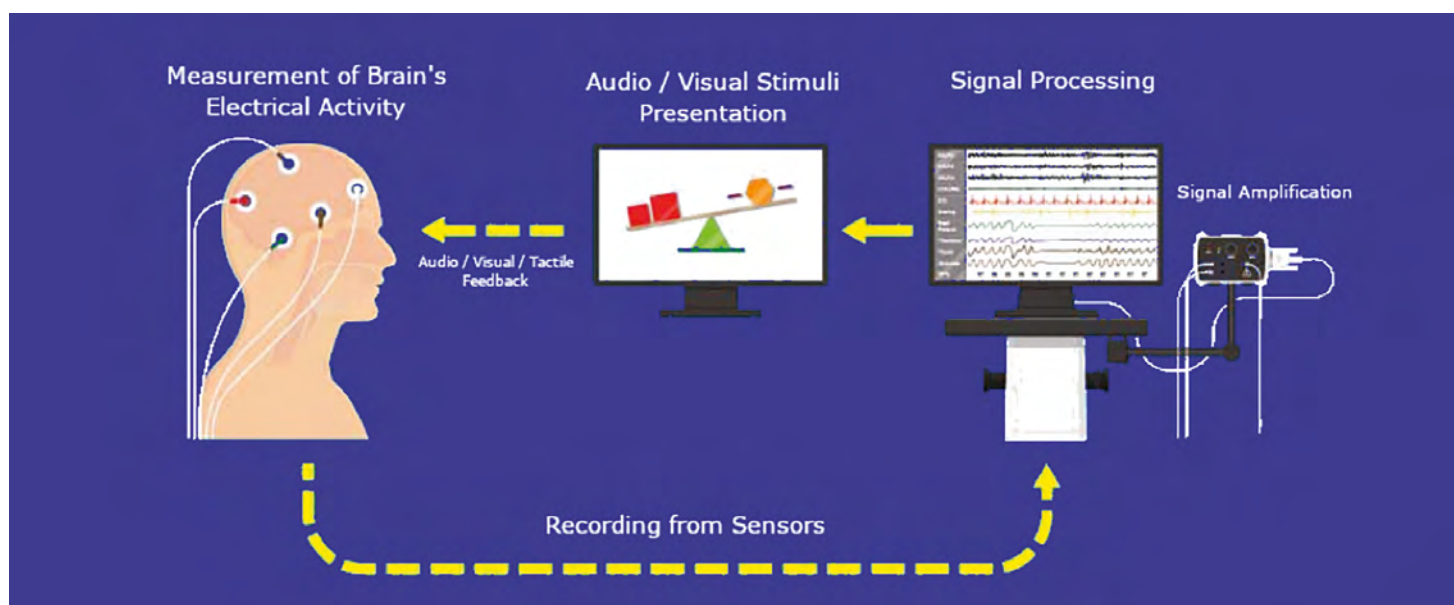 Measurement of Brain's
Electrical Activity
Audio / Visual Stimuli
Presentation
Signal Processing
Signal Amplification
Audio / Visual / Tactile
Feedback
Recording from Sensors